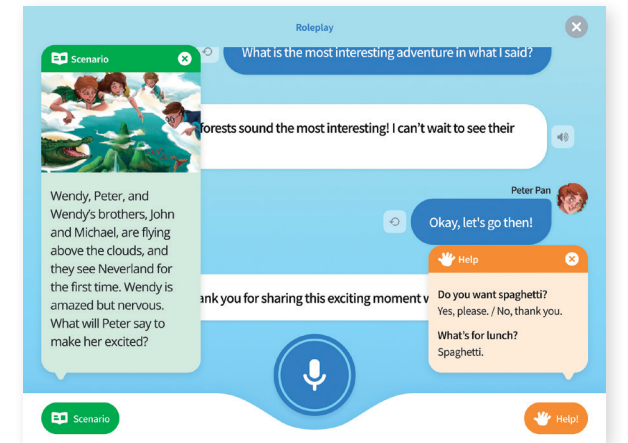 Roleplay
Scenario
What is the most interesting adventure in what I said?
forests sound the most interesting! I can't wait to see their
Wendy, Peter, and
Wendy's brothers, John
and Michael, are flying
above the clouds, and
they see Neverland for
the first time. Wendy is
amazed but nervous.
What will Peter say to
make her excited?
Peter Pan
Okay, let's go then!
Help
Do you want spaghetti?
Yes, please. / No, thank you.
What's for lunch?
Spaghetti.
you for sharing this exciting moment
Scenario
Help!